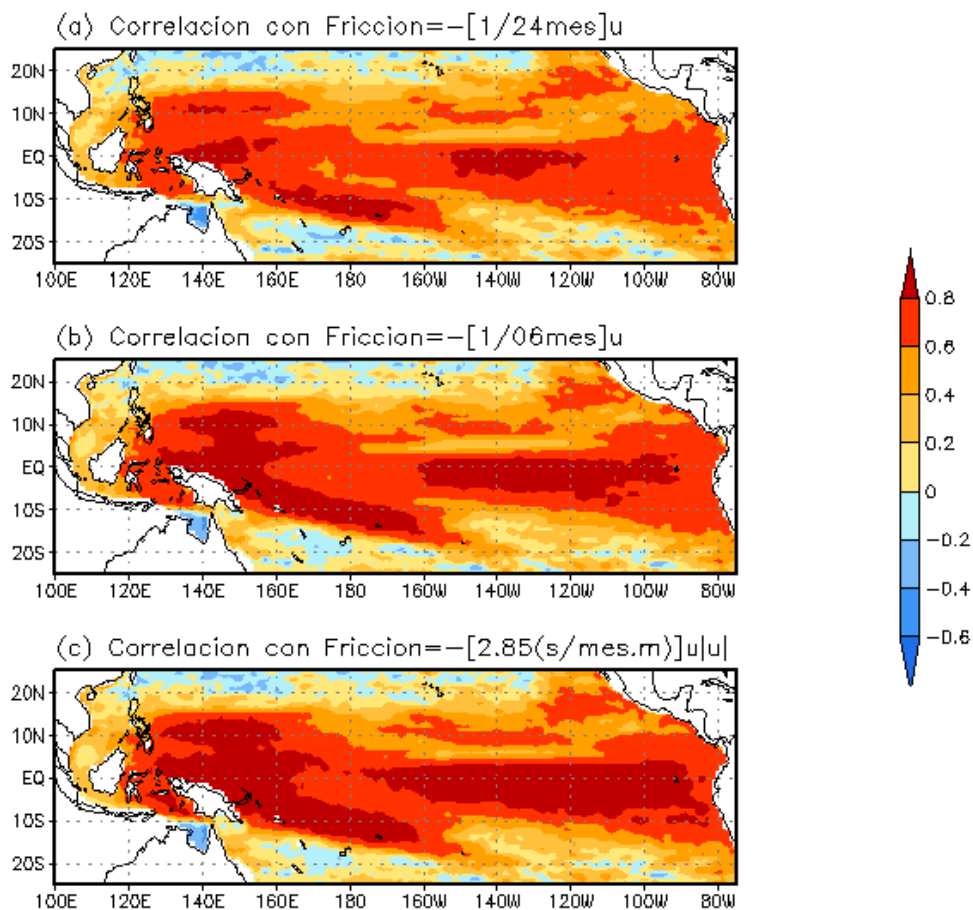 (a) Correlacion con Friccion=−[1/24mes]u
20N
10N
EQ
10S
20S
100E 120E 140E 160E 180 160W 140W 120W 100W 80W
(b) Correlacion con Friccion=−[1/06mes]u
20N
10N
EQ
10S
20S
100E 120E 140E 160E 180 160W 140W 120W 100W 80W
(c) Correlacion con Friccion=−[2.85(s/mes.m)]u|u|
20N
10N
EQ
10S
20S
100E 120E 140E 160E 180 160W 140W 120W 100W 80W
0.8
0.6
0.4
0.2
0
−0.2
−0.4
−0.6